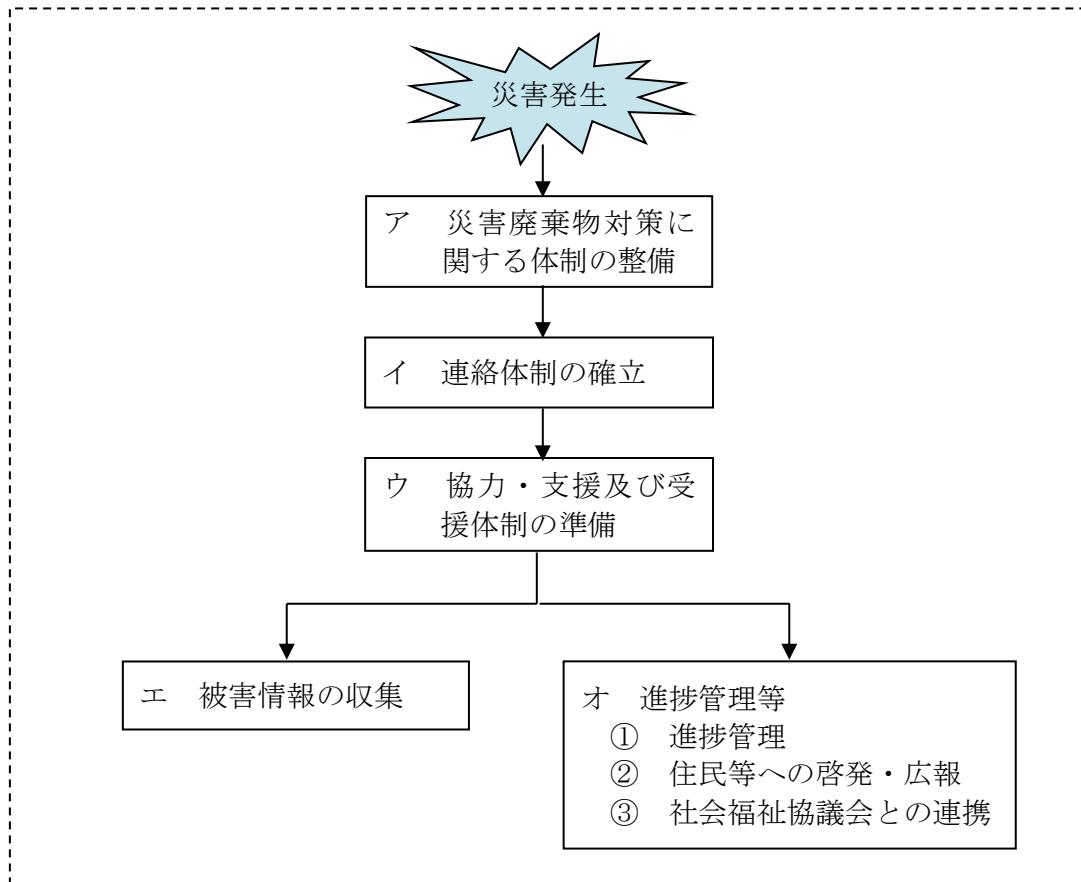 災害発生
ア 災害廃棄物対策に
関する体制の整備
イ 連絡体制の確立
ウ 協力・支援及び受
援体制の準備
エ 被害情報の収集
オ 進捗管理等
① 進捗管理
② 住民等への啓発・広報
③ 社会福祉協議会との連携